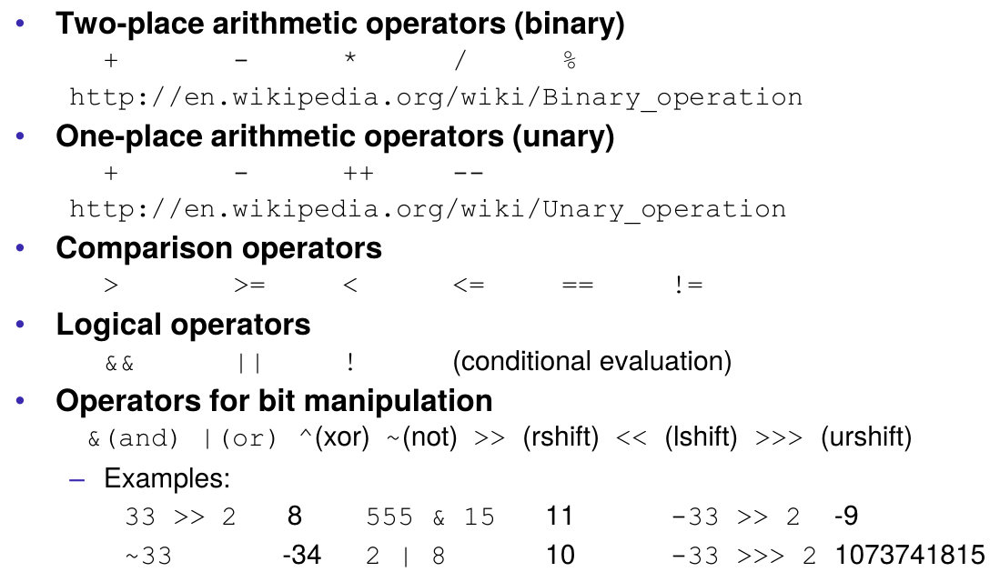 • Two-place arithmetic operators (binary)
+ - * / %
http://en.wikipedia.org/wiki/Binary_operation
• One-place arithmetic operators (unary)
+ - ++ --
http://en.wikipedia.org/wiki/Unary_operation
• Comparison operators
> >= < <= == !=
• Logical operators
&& || ! (conditional evaluation)
• Operators for bit manipulation
&(and) |(or) ^(xor) ~(not) >> (rshift) << (lshift) >>> (urshift)
– Examples:
33 >> 2 8 555 & 15 11 -33 >> 2 -9
~33 -34 2 | 8 10 -33 >>> 2 1073741815